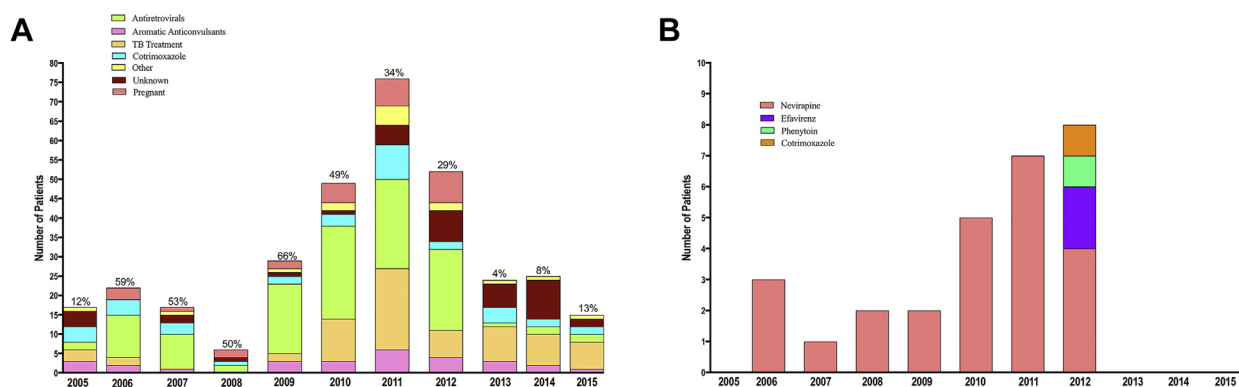 A
Antiretrovirals
Aromatic Anticonvulsants
TB Treatment
Cotrimoxazole
Other
Unknown
Pregnant
Number of Patients
80
75
70
65
60
55
50
45
40
35
30
25
20
15
10
5
0
12%
59%
53%
50%
66%
49%
34%
29%
4%
8%
13%
2005 2006 2007 2008 2009 2010 2011 2012 2013 2014 2015
B
Nevirapine
Efavirenz
Phenytoin
Cotrimoxazole
Number of Patients
10
9
8
7
6
5
4
3
2
1
0
2005 2006 2007 2008 2009 2010 2011 2012 2013 2014 2015